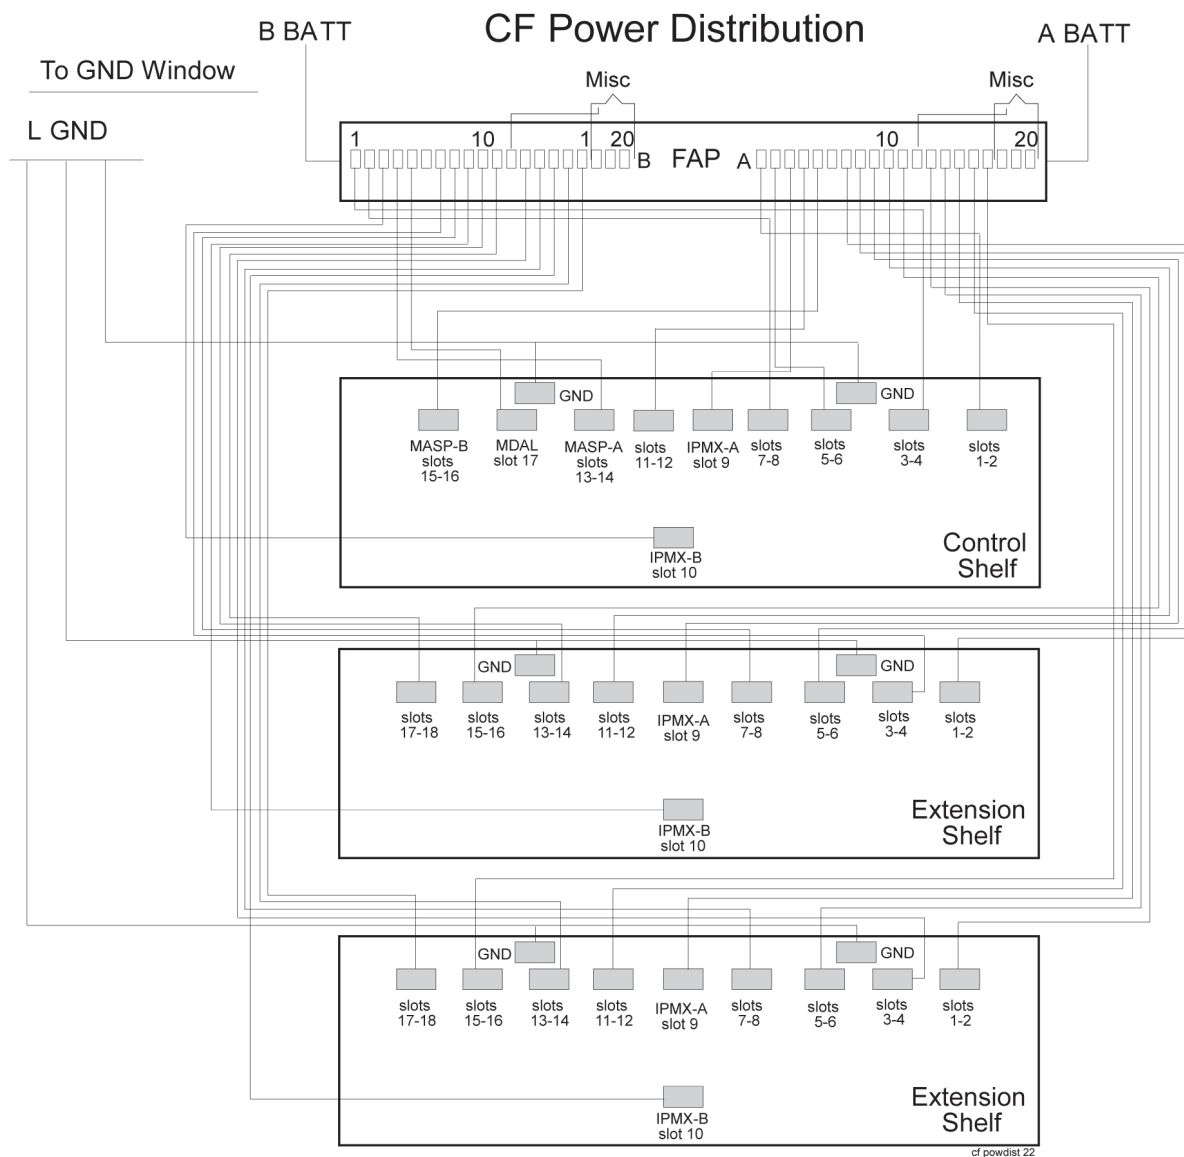 CF Power Distribution
B BATT
A BATT
To GND Window
Misc
Misc
L GND
1 10 1 20
10 20
B FAP A
GND
GND
MASP-B
slots
15-16
MDAL
slot 17
MASP-A
slots
13-14
slots
11-12
IPMX-A
slot 9
slots
7-8
slots
5-6
slots
3-4
slots
1-2
IPMX-B
slot 10
Control
Shelf
GND
GND
slots
17-18
slots
15-16
slots
13-14
slots
11-12
IPMX-A
slot 9
slots
7-8
slots
5-6
slots
3-4
slots
1-2
IPMX-B
slot 10
Extension
Shelf
GND
GND
slots
17-18
slots
15-16
slots
13-14
slots
11-12
IPMX-A
slot 9
slots
7-8
slots
5-6
slots
3-4
slots
1-2
IPMX-B
slot 10
Extension
Shelf
cf powdist 22